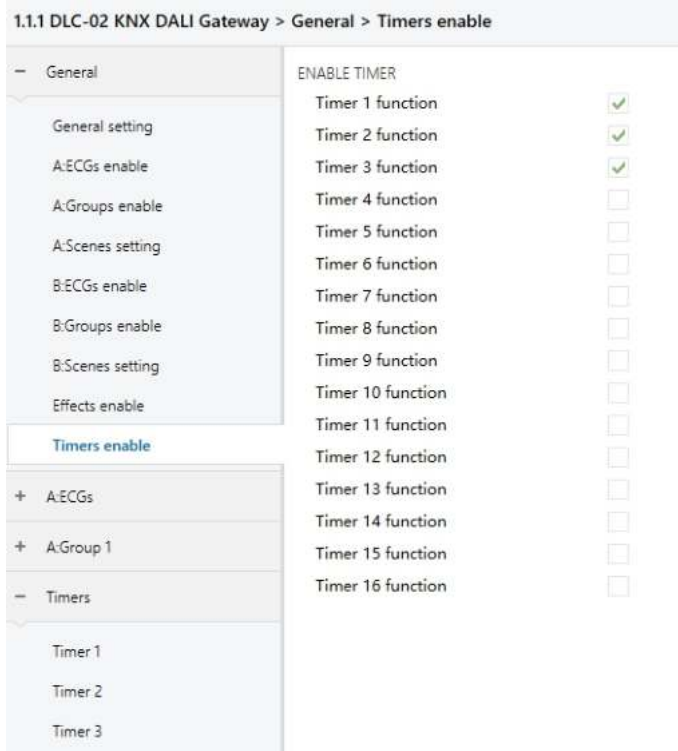 1.1.1 DLC-02 KNX DALI Gateway > General > Timers enable
General
General setting
A:ECGs enable
A:Groups enable
A:Scenes setting
B:ECGs enable
B:Groups enable
B:Scenes setting
Effects enable
Timers enable
A:ECGs
A:Group 1
Timers
Timer 1
Timer 2
Timer 3
ENABLE TIMER
Timer 1 function
Timer 2 function
Timer 3 function
Timer 4 function
Timer 5 function
Timer 6 function
Timer 7 function
Timer 8 function
Timer 9 function
Timer 10 function
Timer 11 function
Timer 12 function
Timer 13 function
Timer 14 function
Timer 15 function
Timer 16 function